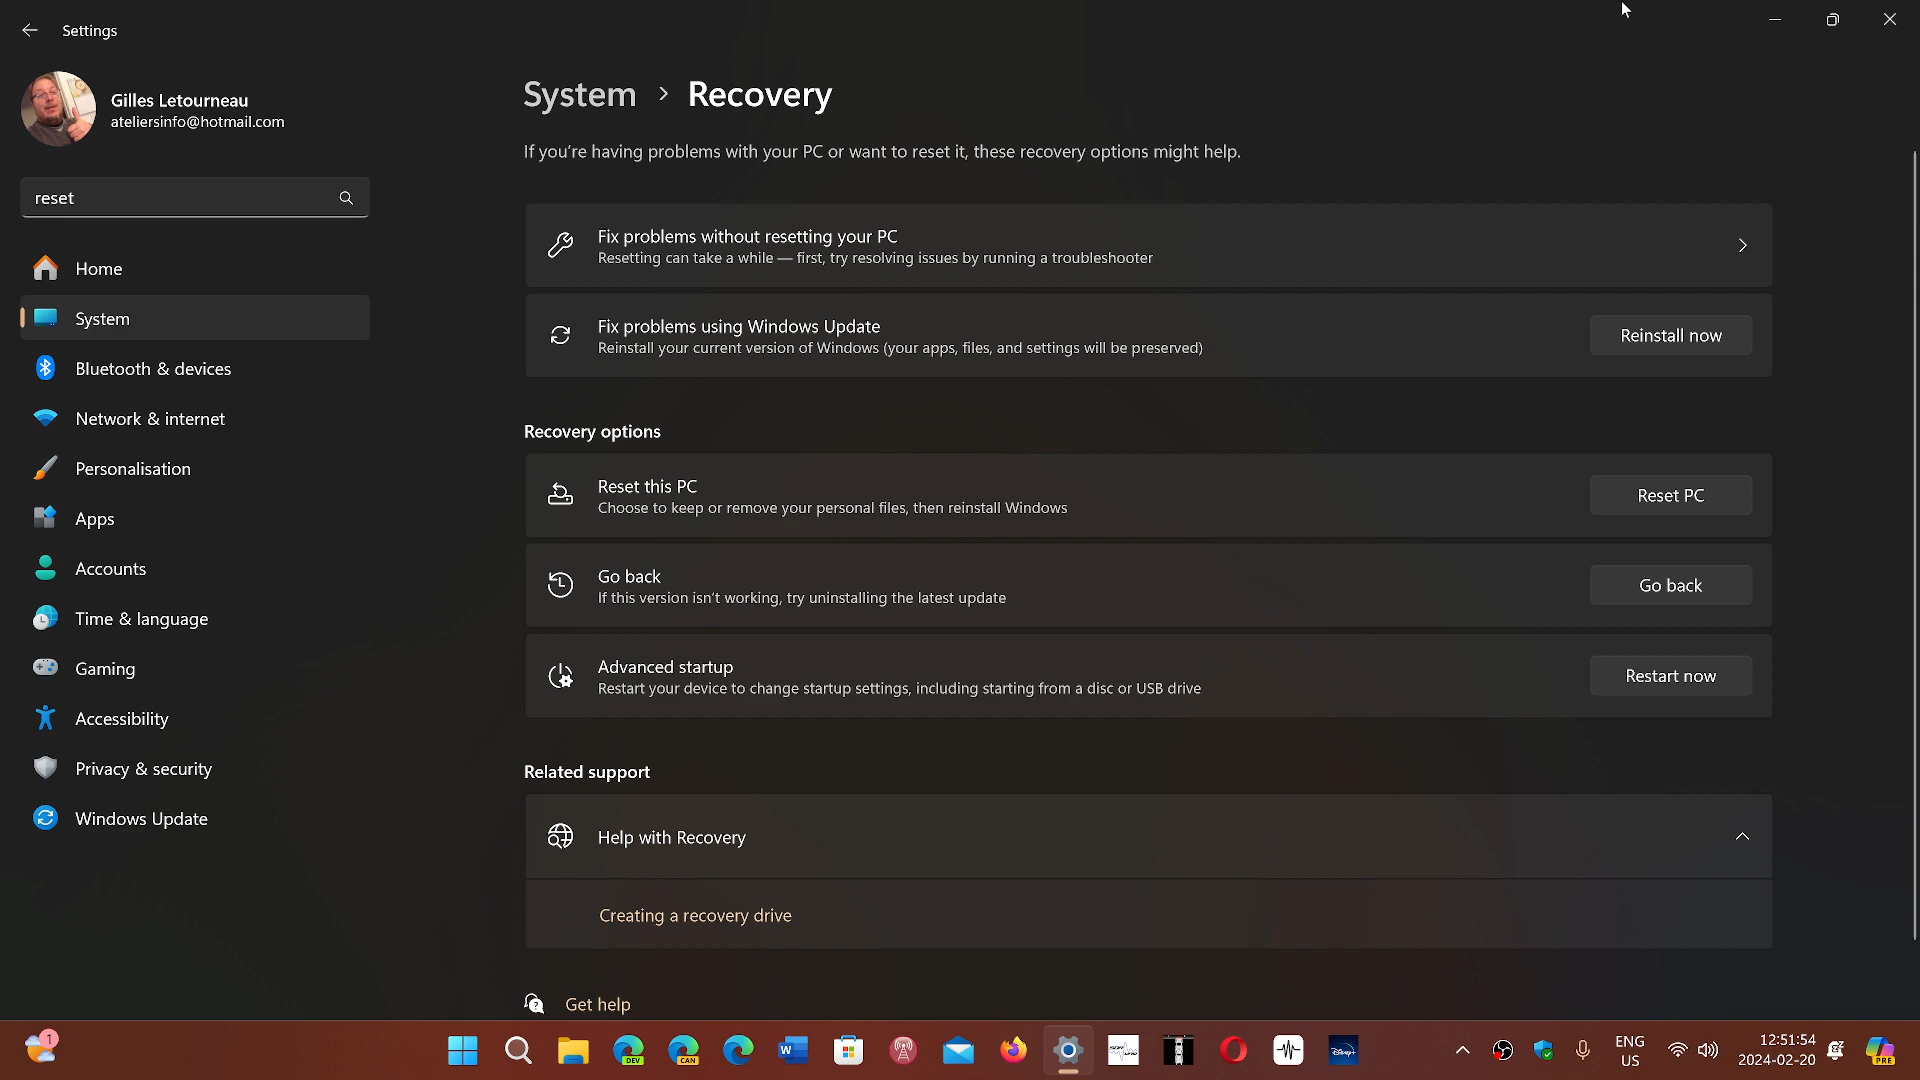 Settings
Gilles Letourneau
ateliersinfo@hotmail.com
reset
Home
System
Bluetooth & devices
Network & internet
Personalisation
Apps
Accounts
Time & language
Gaming
Accessibility
Privacy & security
Windows Update
System > Recovery
If you're having problems with your PC or want to reset it, these recovery options might help.
Fix problems without resetting your PC
Resetting can take a while — first, try resolving issues by running a troubleshooter
Fix problems using Windows Update
Reinstall your current version of Windows (your apps, files, and settings will be preserved)
Reinstall now
Recovery options
Reset this PC
Choose to keep or remove your personal files, then reinstall Windows
Reset PC
Go back
If this version isn't working, try uninstalling the latest update
Go back
Advanced startup
Restart your device to change startup settings, including starting from a disc or USB drive
Restart now
Related support
Help with Recovery
Creating a recovery drive
Get help
1
DEV
CAN
W
Disney+
ENG
US
12:51:54
2024-02-20
PRE